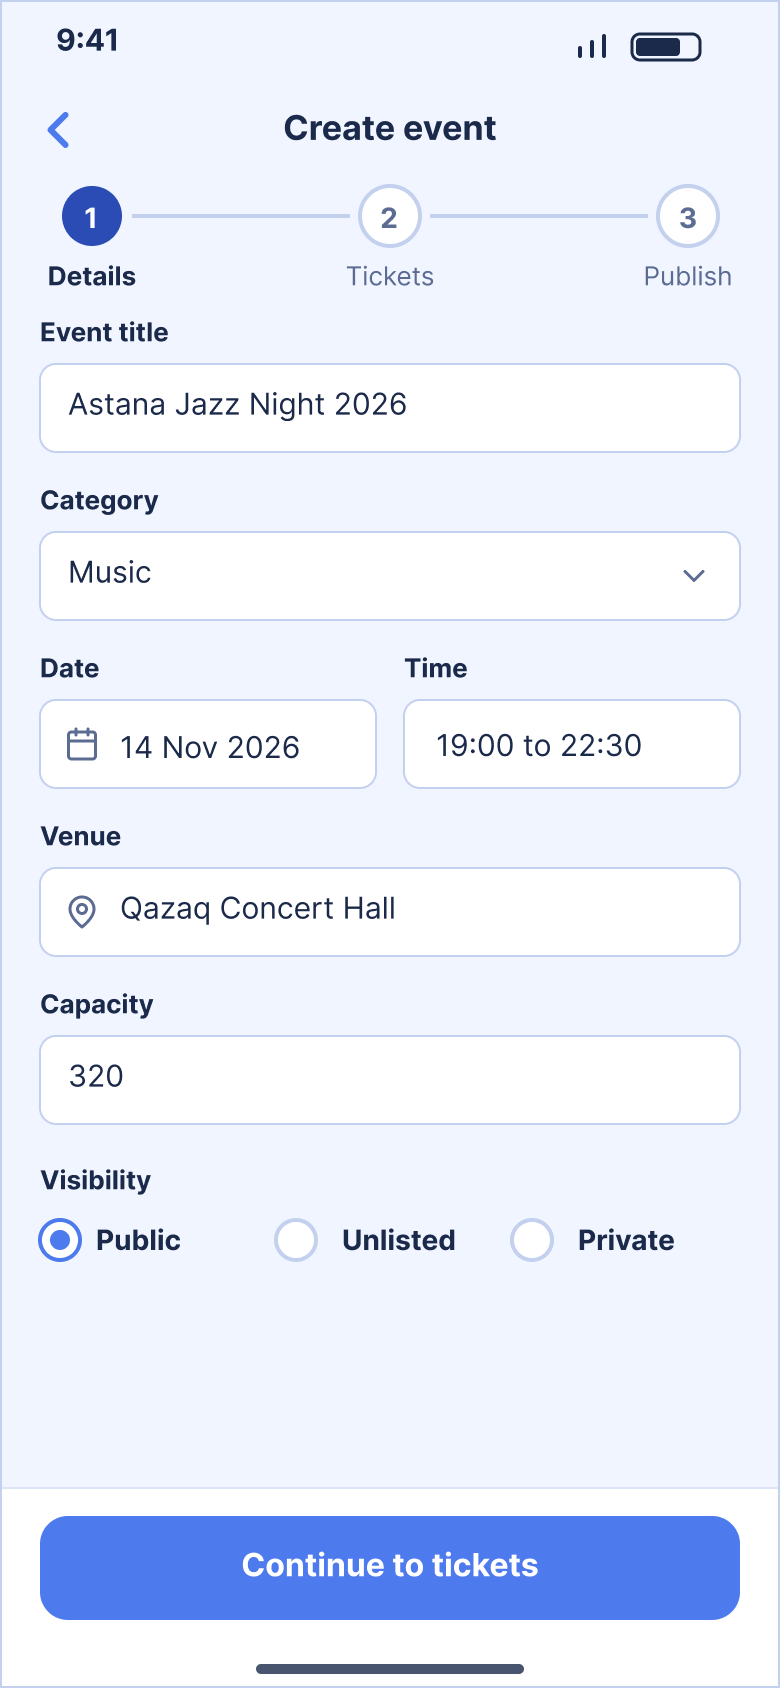 9:41
Create event
1 2 3
Details Tickets Publish
Event title
Astana Jazz Night 2026
Category
Music
Date Time
14 Nov 2026 19:00 to 22:30
Venue
Qazaq Concert Hall
Capacity
320
Visibility
Public Unlisted Private
Continue to tickets